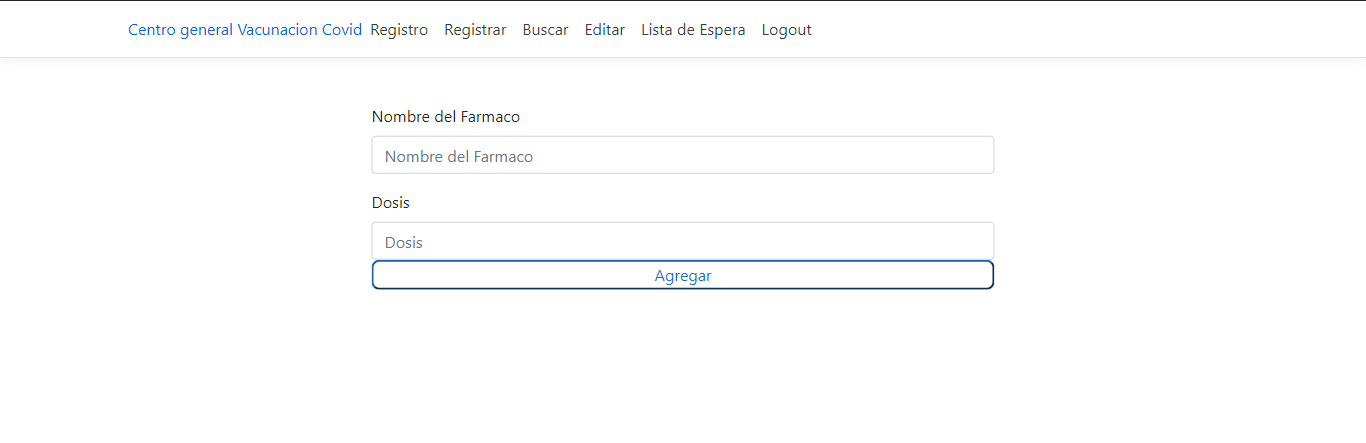 Centro general Vacunacion Covid Registro Registrar Buscar Editar Lista de Espera Logout
Nombre del Farmaco
Nombre del Farmaco
Dosis
Dosis
Agregar